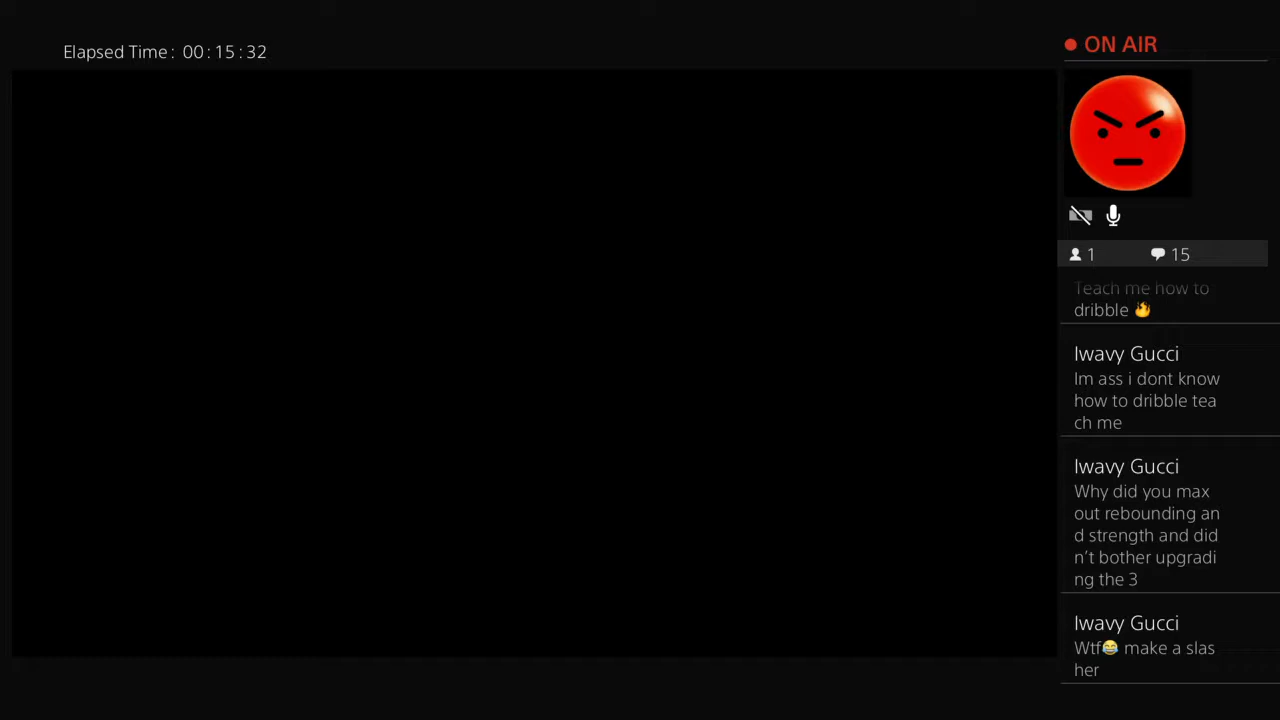 Elapsed Time: 00:15:32
ON AIR
1 15
Teach me how to
dribble 🔥
Iwavy Gucci
Im ass i dont know
how to dribble tea
ch me
Iwavy Gucci
Why did you max
out rebounding an
d strength and did
n't bother upgradi
ng the 3
Iwavy Gucci
Wtf😂 make a slas
her